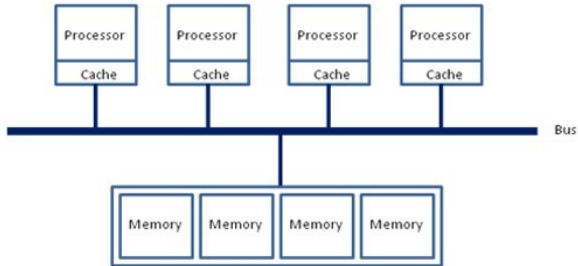 Processor
Cache
Processor
Cache
Processor
Cache
Processor
Cache
Bus
Memory
Memory
Memory
Memory